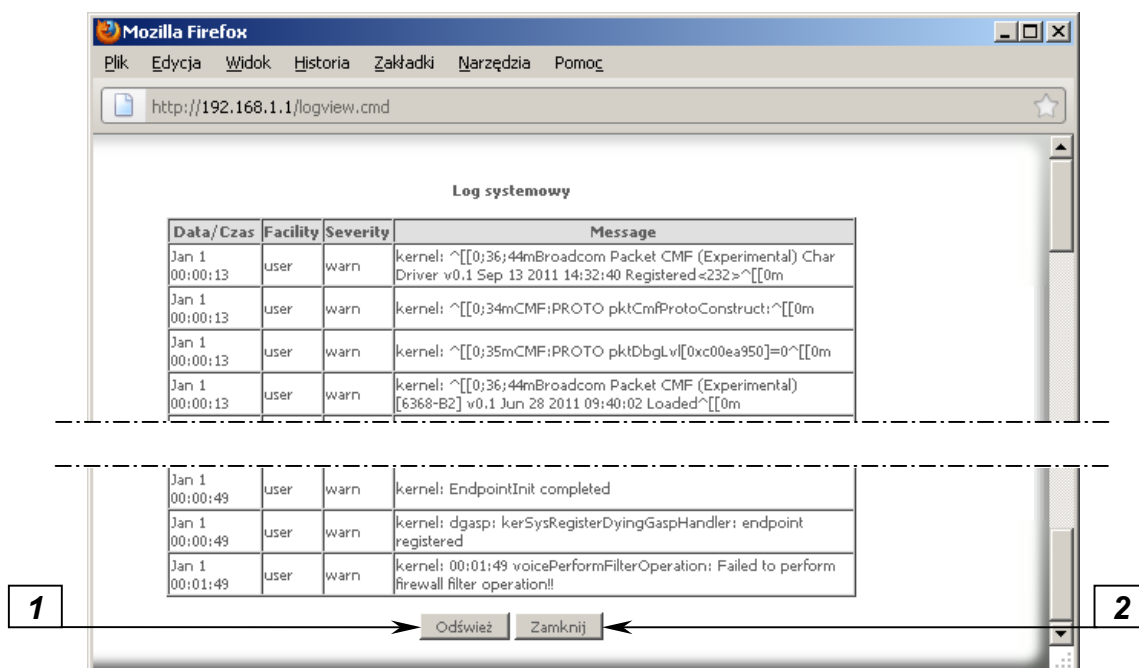 Mozilla Firefox
Plik Edycja Widok Historia Zakładki Narzędzia Pomoc
http://192.168.1.1/logview.cmd
Log systemowy
Data/Czas Facility Severity Message
Jan 1 00:00:13 user warn kernel: ^[[0;36;44mBroadcom Packet CMF (Experimental) Char
Driver v0.1 Sep 13 2011 14:32:40 Registered<232>^[[0m
Jan 1 00:00:13 user warn kernel: ^[[0;34mCMF:PROTO pktCmfProtoConstruct:^[[0m
Jan 1 00:00:13 user warn kernel: ^[[0;35mCMF:PROTO pktDbgLvl[0xc00ea950]=0^[[0m
Jan 1 00:00:13 user warn kernel: ^[[0;36;44mBroadcom Packet CMF (Experimental)
[6368-B2] v0.1 Jun 28 2011 09:40:02 Loaded^[[0m
Jan 1 00:00:49 user warn kernel: EndpointInit completed
Jan 1 00:00:49 user warn kernel: dgasp: kerSysRegisterDyingGaspHandler: endpoint
registered
Jan 1 00:01:49 user warn kernel: 00:01:49 voicePerformFilterOperation: Failed to perform
firewall filter operation!!
1 Odśwież Zamknij 2